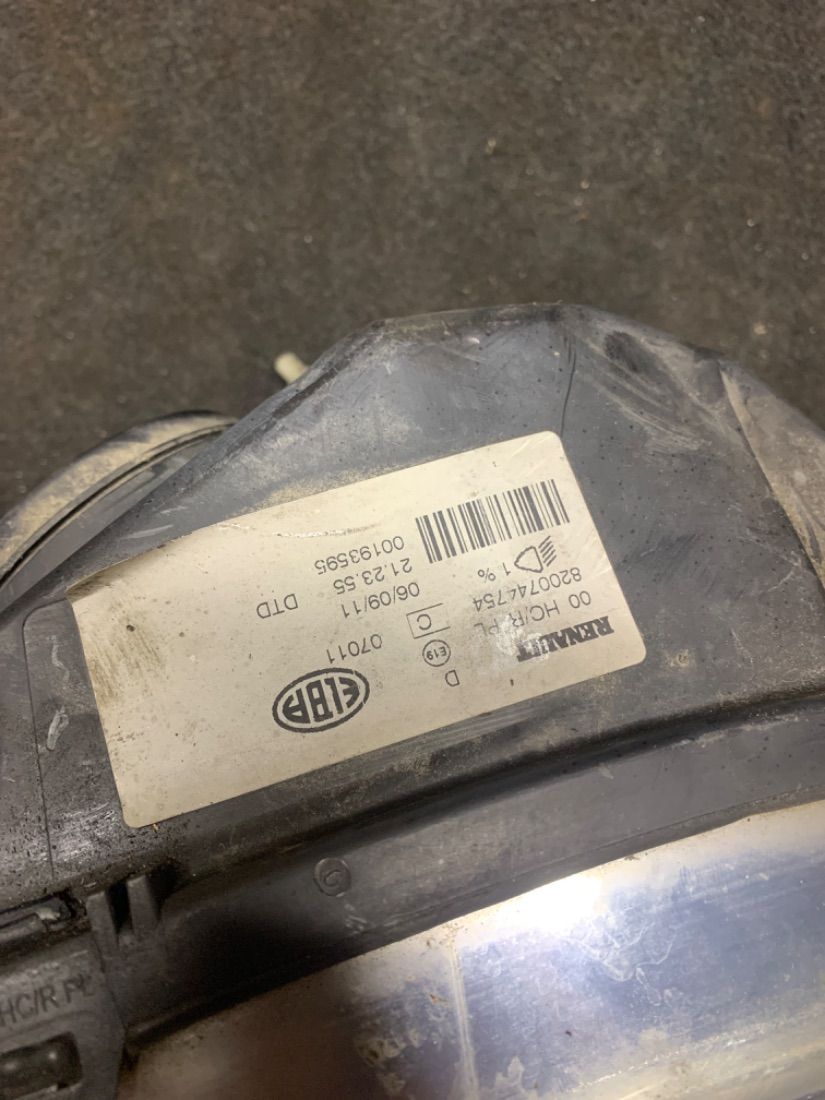 RENAULT
00 HC/R PL
8200744754
1 %
D
E19
C
06/09/11
21.23.55
00193595
ELBA
07011
DTD
HC/R PL